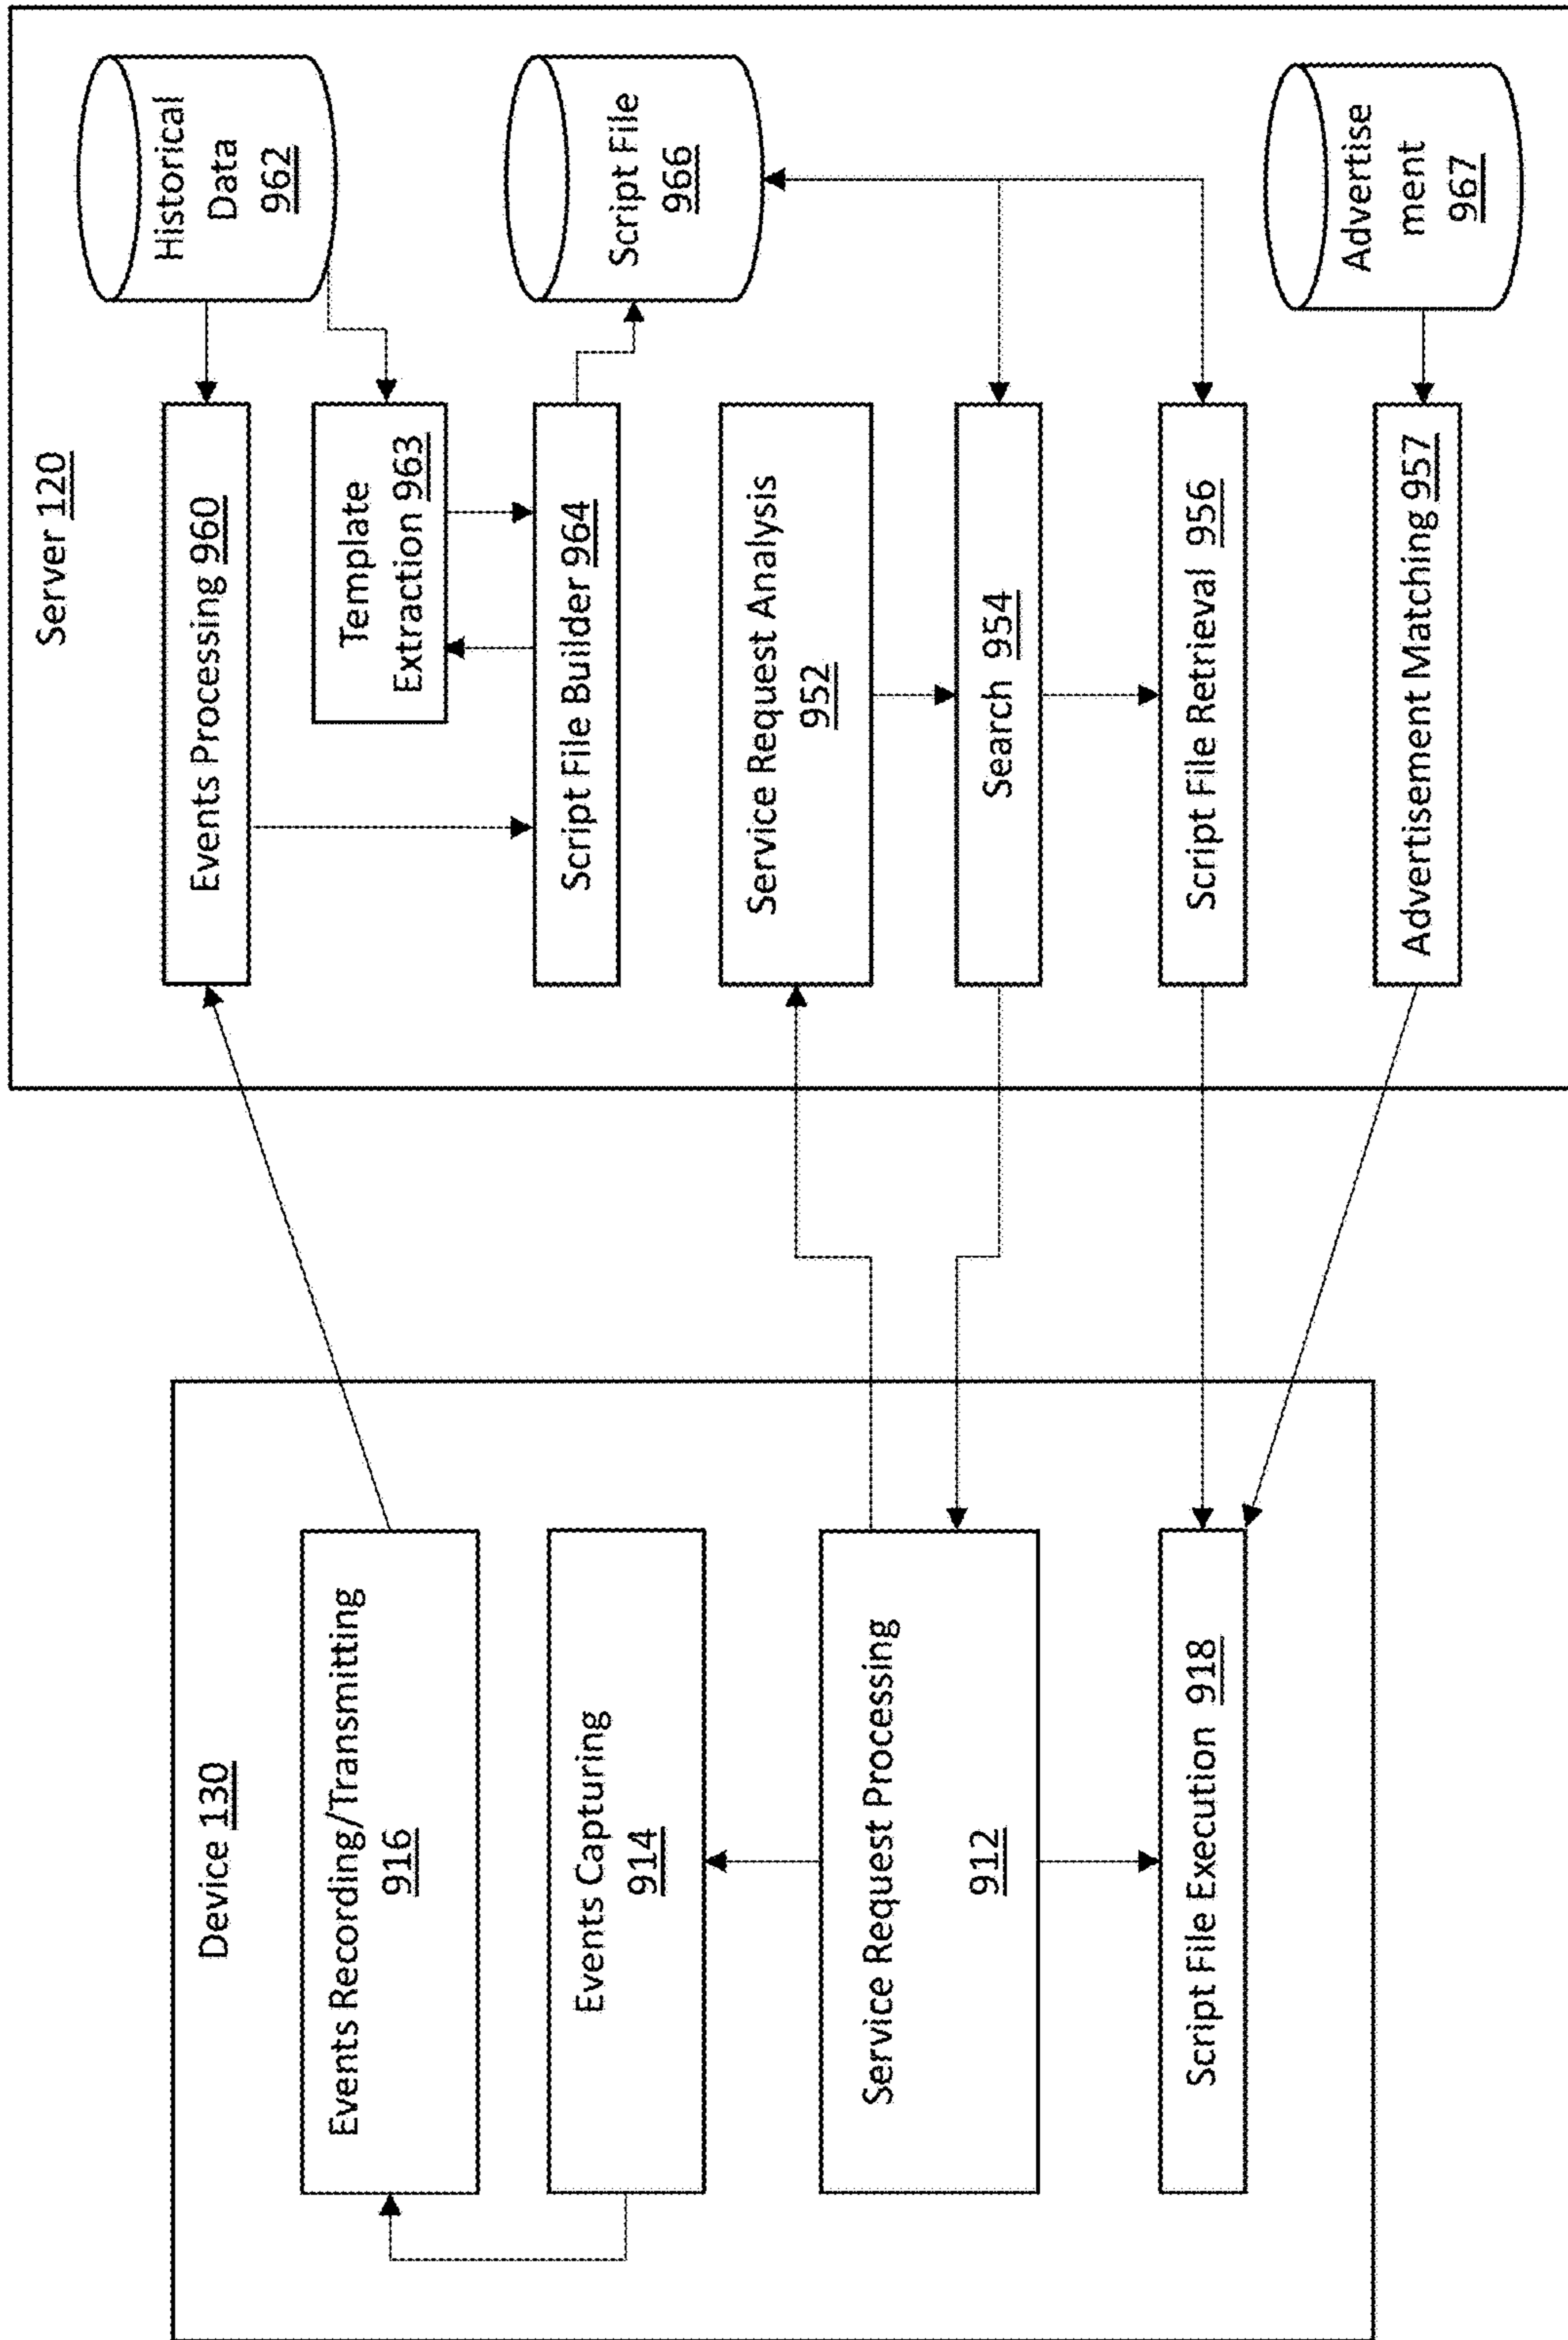 Device 130
Events Recording/Transmitting
916
Events Capturing
914
Service Request Processing
912
Script File Execution 918
Server 120
Events Processing 960
Template
Extraction 963
Script File Builder 964
Service Request Analysis
952
Search 954
Script File Retrieval 956
Advertisement Matching 957
Historical
Data
962
Script File
966
Advertise
ment
967